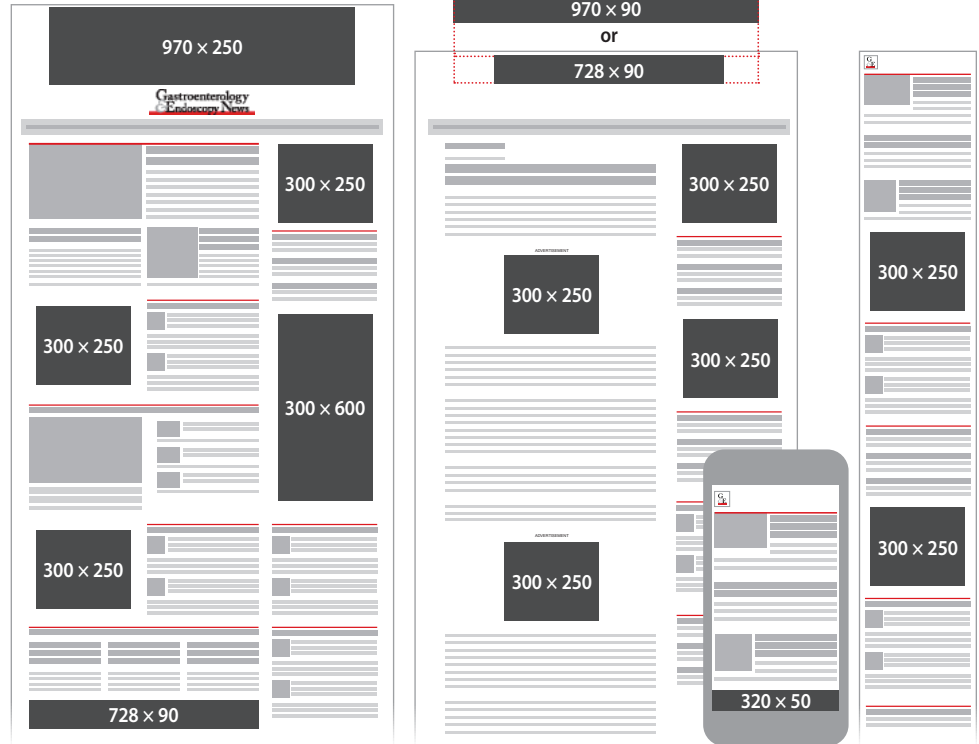 970 × 250
Gastroenterology
& Endoscopy News
300 × 250
300 × 250
300 × 600
300 × 250
728 × 90
970 × 90
or
728 × 90
300 × 250
ADVERTISEMENT
300 × 250
300 × 250
ADVERTISEMENT
300 × 250
G
E
320 × 50
G
E
300 × 250
300 × 250